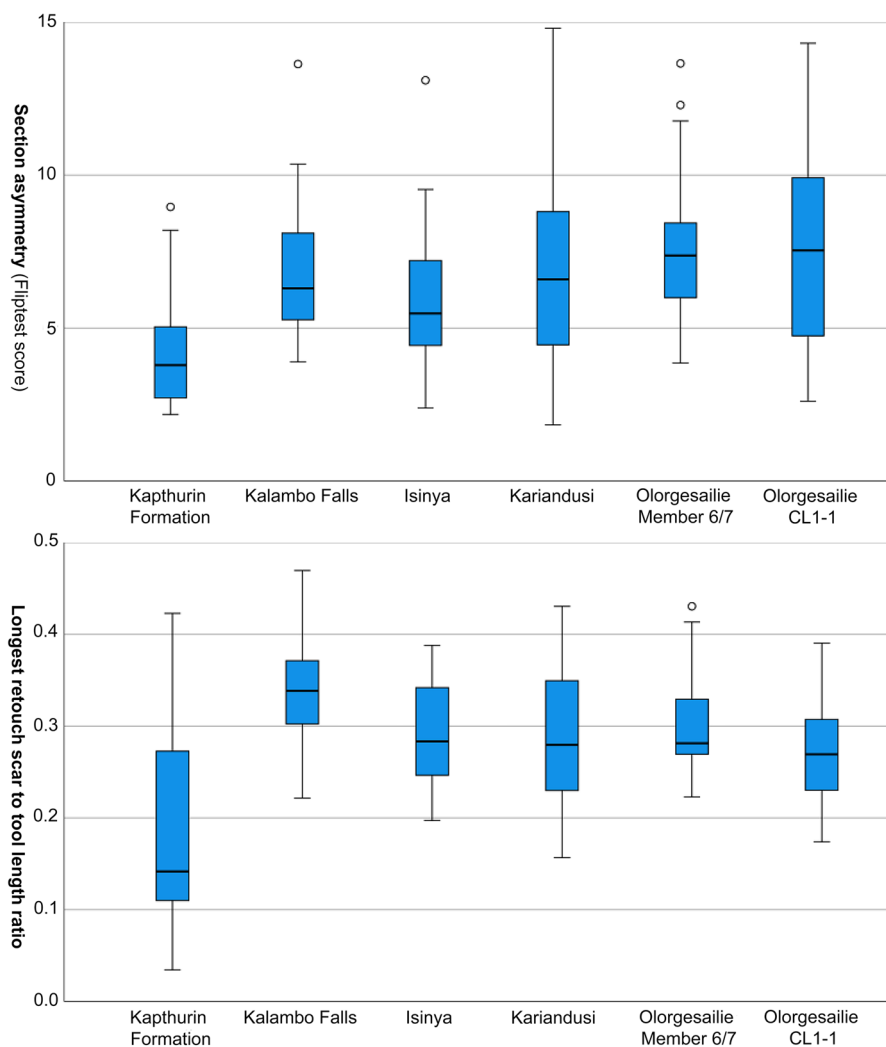 Section asymmetry (Fliptest score)
15
10
5
0
Kapthurin
Formation
Kalambo Falls
Isinya
Kariandusi
Olorgesailie
Member 6/7
Olorgesailie
CL1-1
Longest retouch scar to tool length ratio
0.5
0.4
0.3
0.2
0.1
0.0
Kapthurin
Formation
Kalambo Falls
Isinya
Kariandusi
Olorgesailie
Member 6/7
Olorgesailie
CL1-1